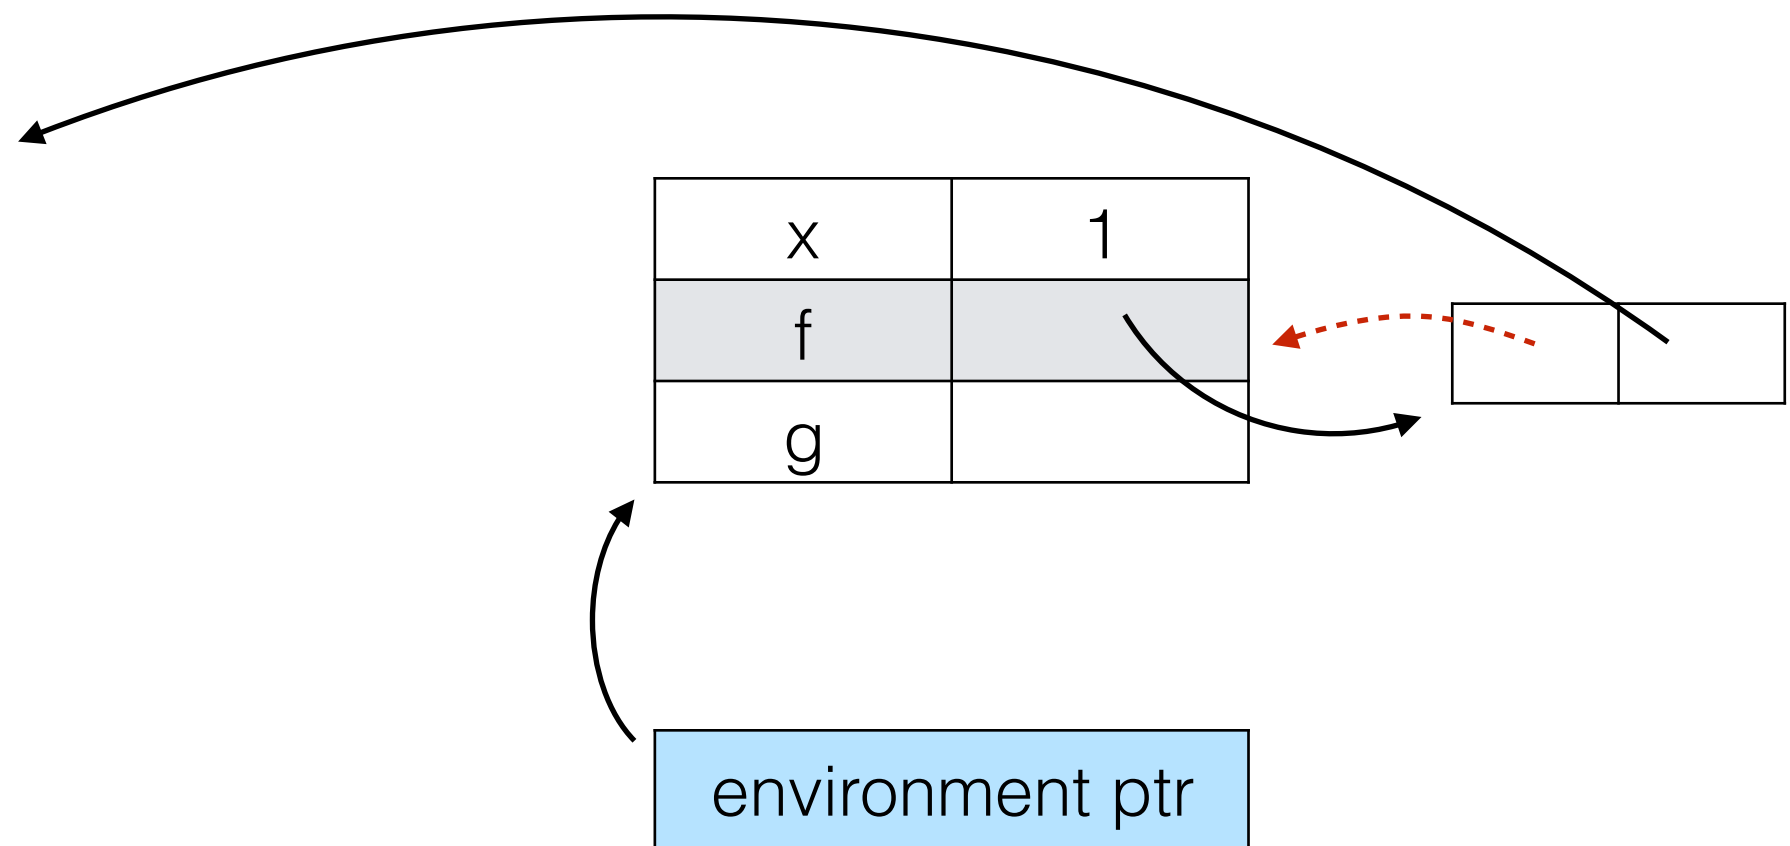 x 1
f
g
environment ptr